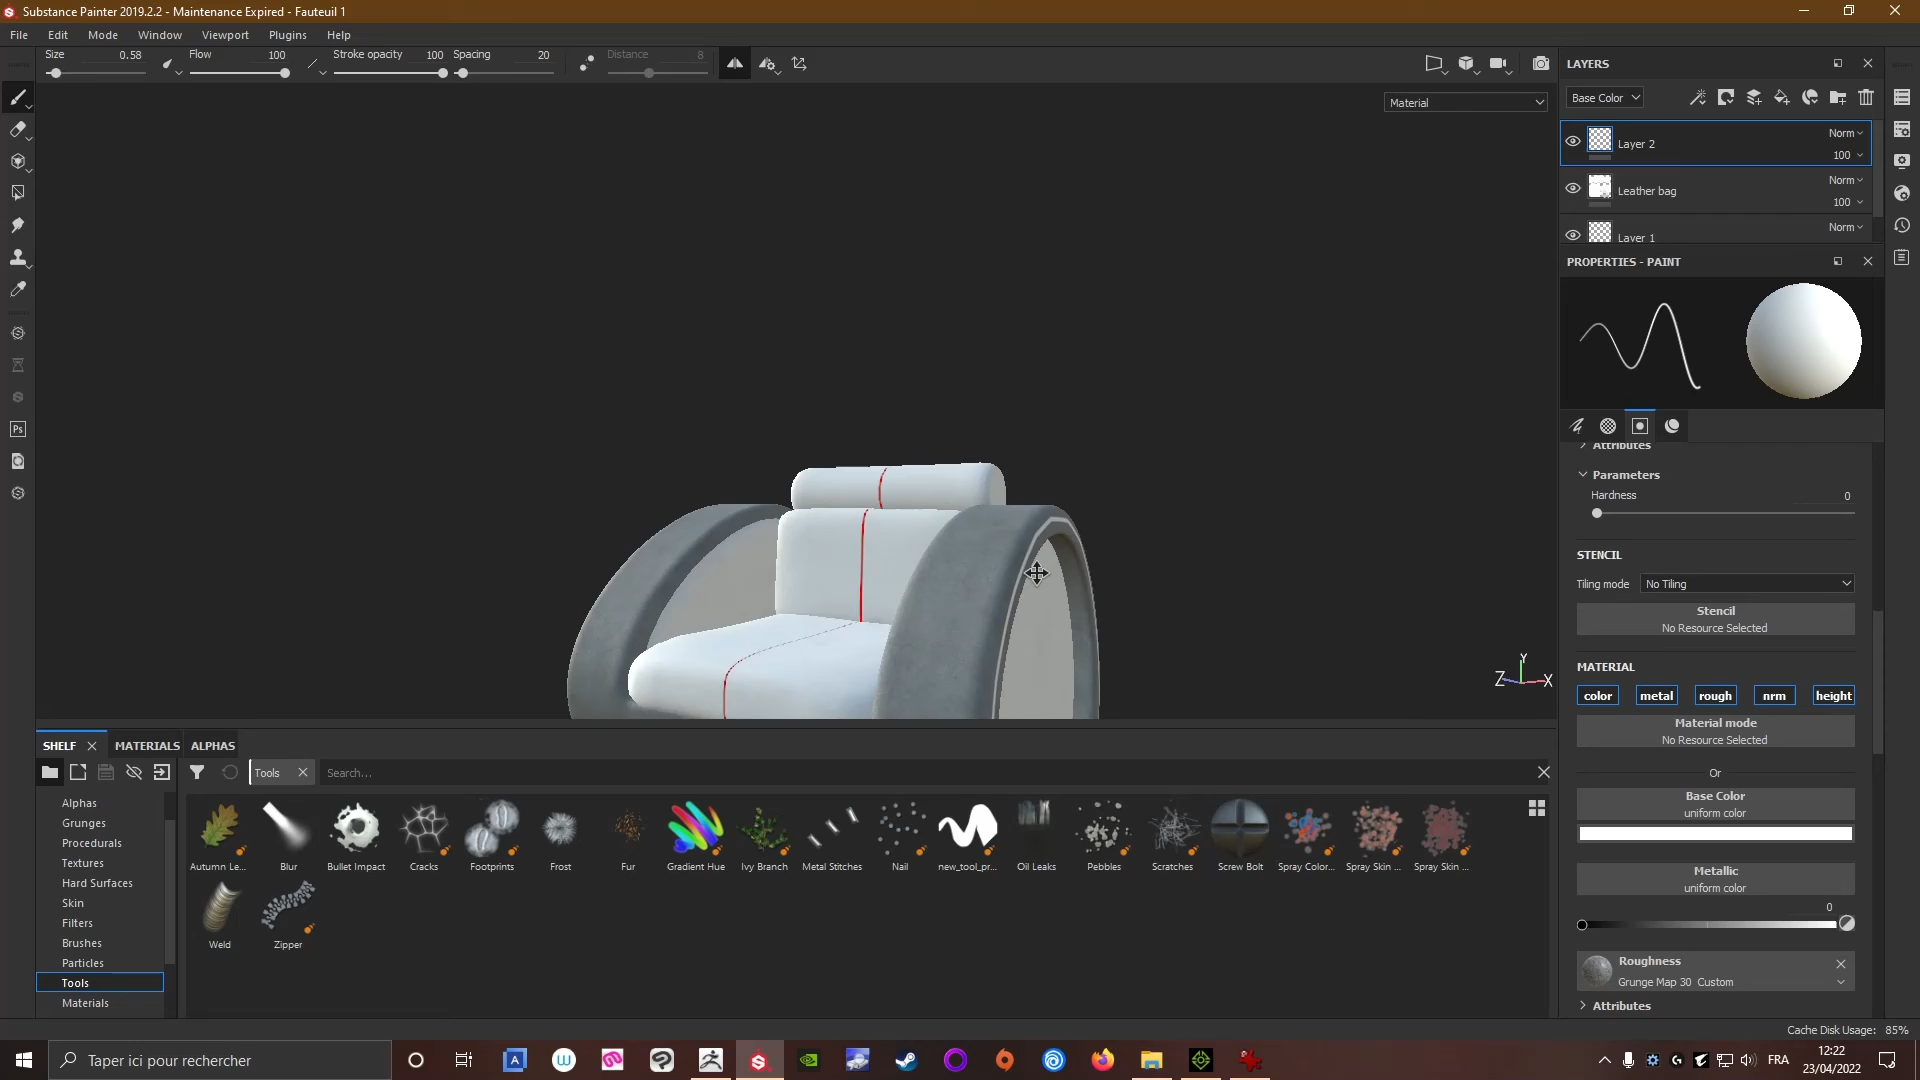 Substance Painter 2019.2.2 - Maintenance Expired - Fauteuil 1
File Edit Mode Window Viewport Plugins Help
Size 0.58 Flow 100 Stroke opacity 100 Spacing 20 Distance 8
Material
LAYERS
Base Color
Layer 2 Norm 100
Leather bag Norm 100
Layer 1 Norm
PROPERTIES - PAINT
Attributes
Parameters
Hardness 0
STENCIL
Tiling mode No Tiling
Stencil
No Resource Selected
MATERIAL
color metal rough nrm height
Material mode
No Resource Selected
Or
Base Color
uniform color
Metallic
uniform color
0
Roughness
Grunge Map 30 Custom
Attributes
Y
Z X
SHELF MATERIALS ALPHAS
Tools Search...
Alphas
Grunges
Procedurals
Textures
Hard Surfaces
Skin
Filters
Brushes
Particles
Tools
Materials
Autumn Le... Blur Bullet Impact Cracks Footprints Frost Fur Gradient Hue Ivy Branch Metal Stitches Nail new_tool_pr... Oil Leaks Pebbles Scratches Screw Bolt Spray Color... Spray Skin ... Spray Skin ...
Weld Zipper
Ps
Cache Disk Usage: 85%
Taper ici pour rechercher
FRA
12:22
23/04/2022